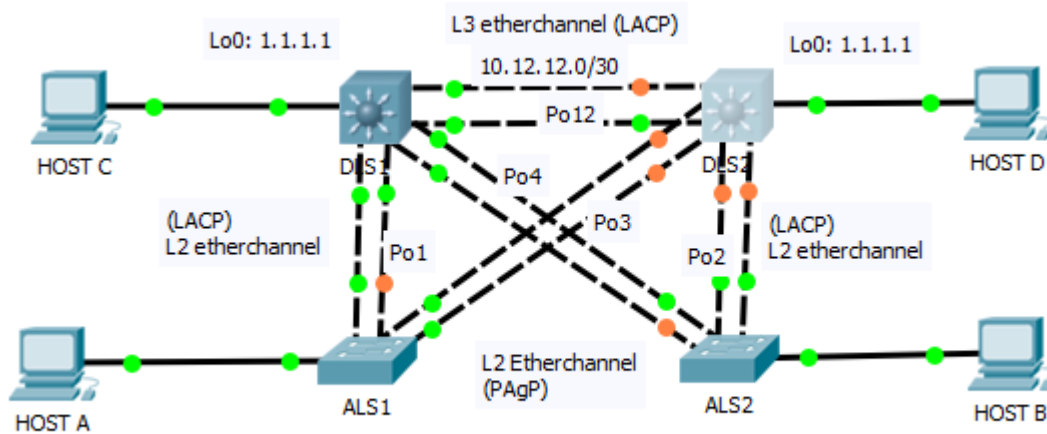 L3 etherchannel (LACP)
Lo0: 1.1.1.1
Lo0: 1.1.1.1
10.12.12.0/30
Po12
HOST C
DLS1
DLS2
HOST D
Po4
(LACP)
L2 etherchannel
Po3
(LACP)
L2 etherchannel
Po1
Po2
L2 Etherchannel
(PAgP)
HOST A
ALS1
ALS2
HOST B